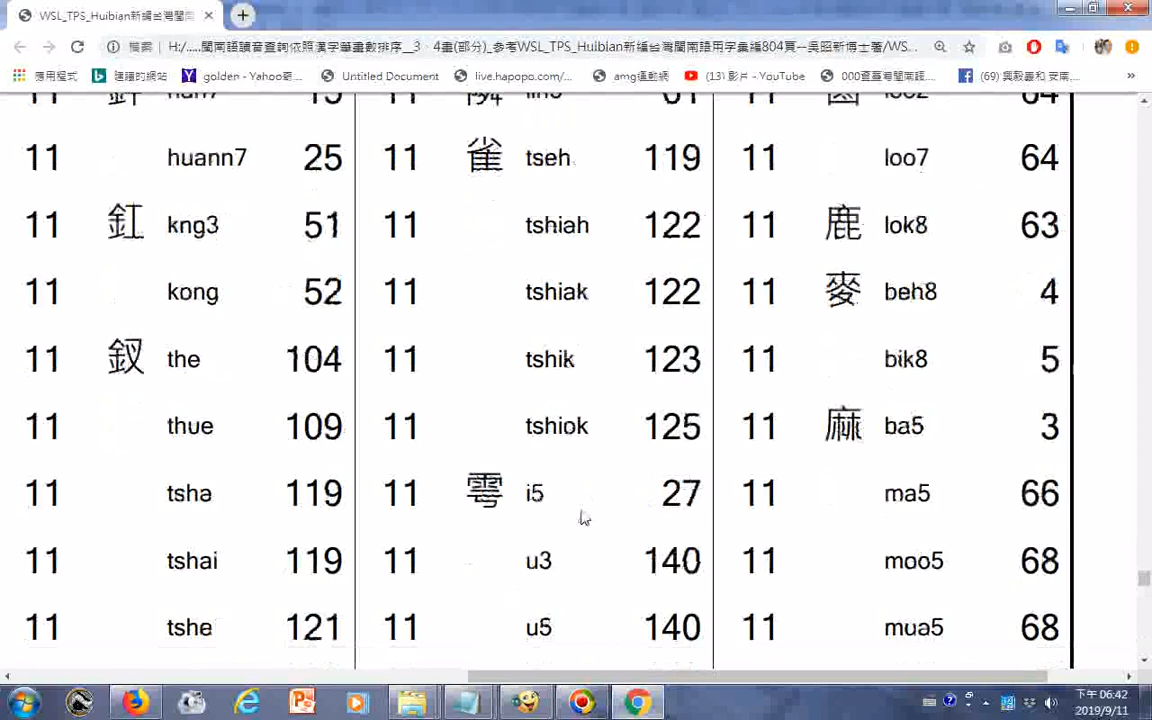 WSL_TPS_Huibian新編台灣閩南
檔案 H:/.....閩南語讀音查詢依照漢字筆畫數排序__3﹒4畫(部分)_参考WSL_TPS_Huibian新編台灣閩南語用字彙編804頁--吳昭新博士著/WS...
應用程式 建議的網站 golden - Yahoo奇... Untitled Document live.hapopo.com/... amg運動網 (13) 影片 - YouTube (69) 興毅壽和 安南... »
11 huann7 25 11 雀 tseh 119 11 loo7 64
11 釭 kng3 51 11 tshiah 122 11 鹿 lok8 63
11 kong 52 11 tshiak 122 11 麥 beh8 4
11 釵 the 104 11 tshik 123 11 bik8 5
11 thue 109 11 tshiok 125 11 麻 ba5 3
11 tsha 119 11 雩 i5 27 11 ma5 66
11 tshai 119 11 u3 140 11 moo5 68
11 tshe 121 11 u5 140 11 mua5 68
下午 06:42
2019/9/11